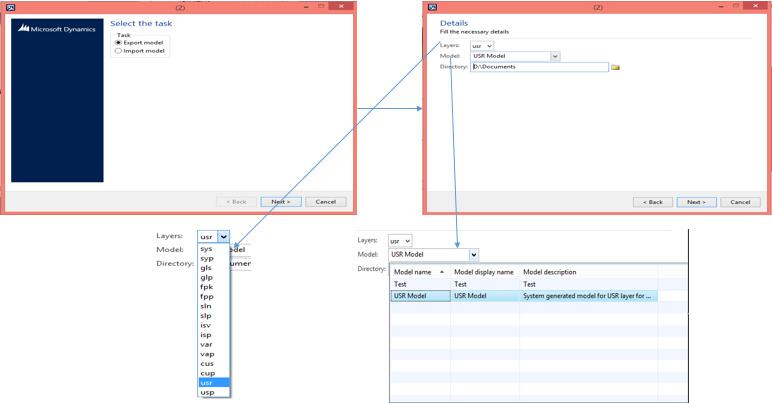 (2)
Microsoft Dynamics
Select the task
Task
Export model
Import model
< Back Next > Cancel
(2)
Details
Fill the necessary details
Layers: usr
Model: USR Model
Directory: D:\Documents
< Back Next > Cancel
Layers: usr
Model: odel
Directory: umer
sys
syp
gls
glp
fpk
fpp
sln
slp
isv
isp
var
vap
cus
cup
usr
usp
Layers: usr
Model: USR Model
Directory:
Model name Model display name Model description
Test Test Test
USR Model USR Model System generated model for USR layer for ...